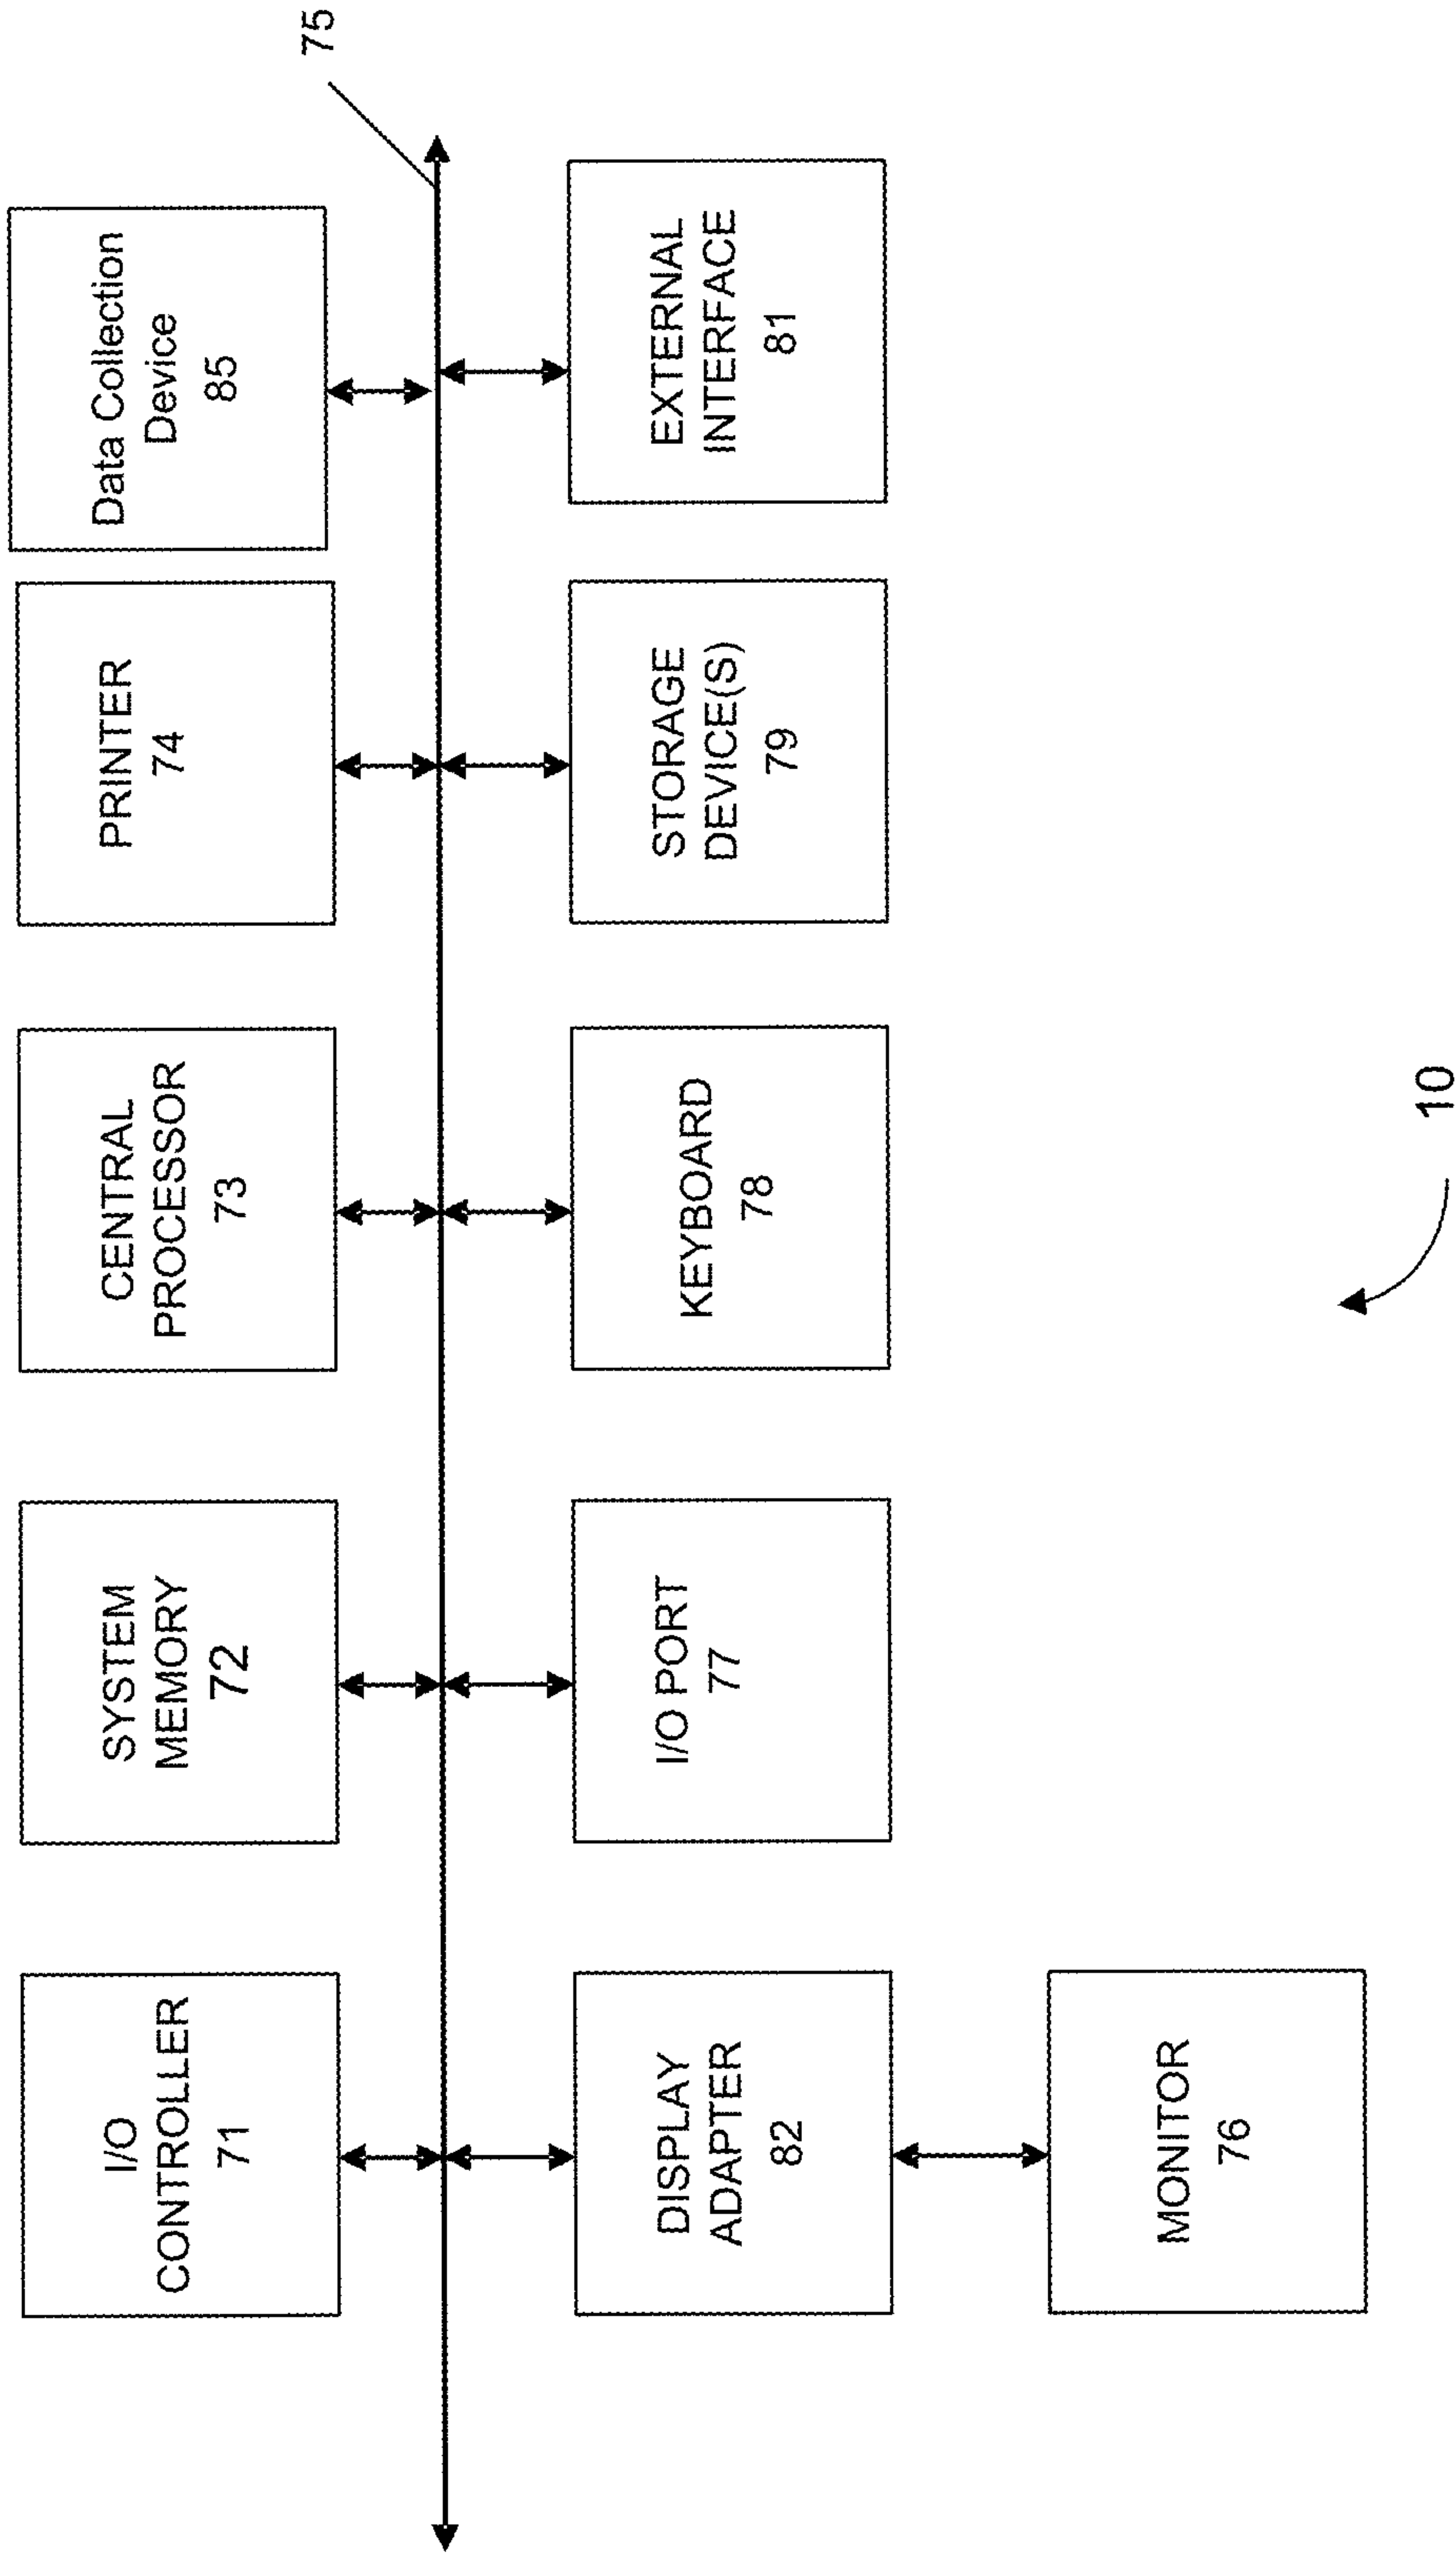 75
I/O
CONTROLLER
71
SYSTEM
MEMORY
72
CENTRAL
PROCESSOR
73
PRINTER
74
Data Collection
Device
85
DISPLAY
ADAPTER
82
I/O PORT
77
KEYBOARD
78
STORAGE
DEVICE(S)
79
EXTERNAL
INTERFACE
81
MONITOR
76
10